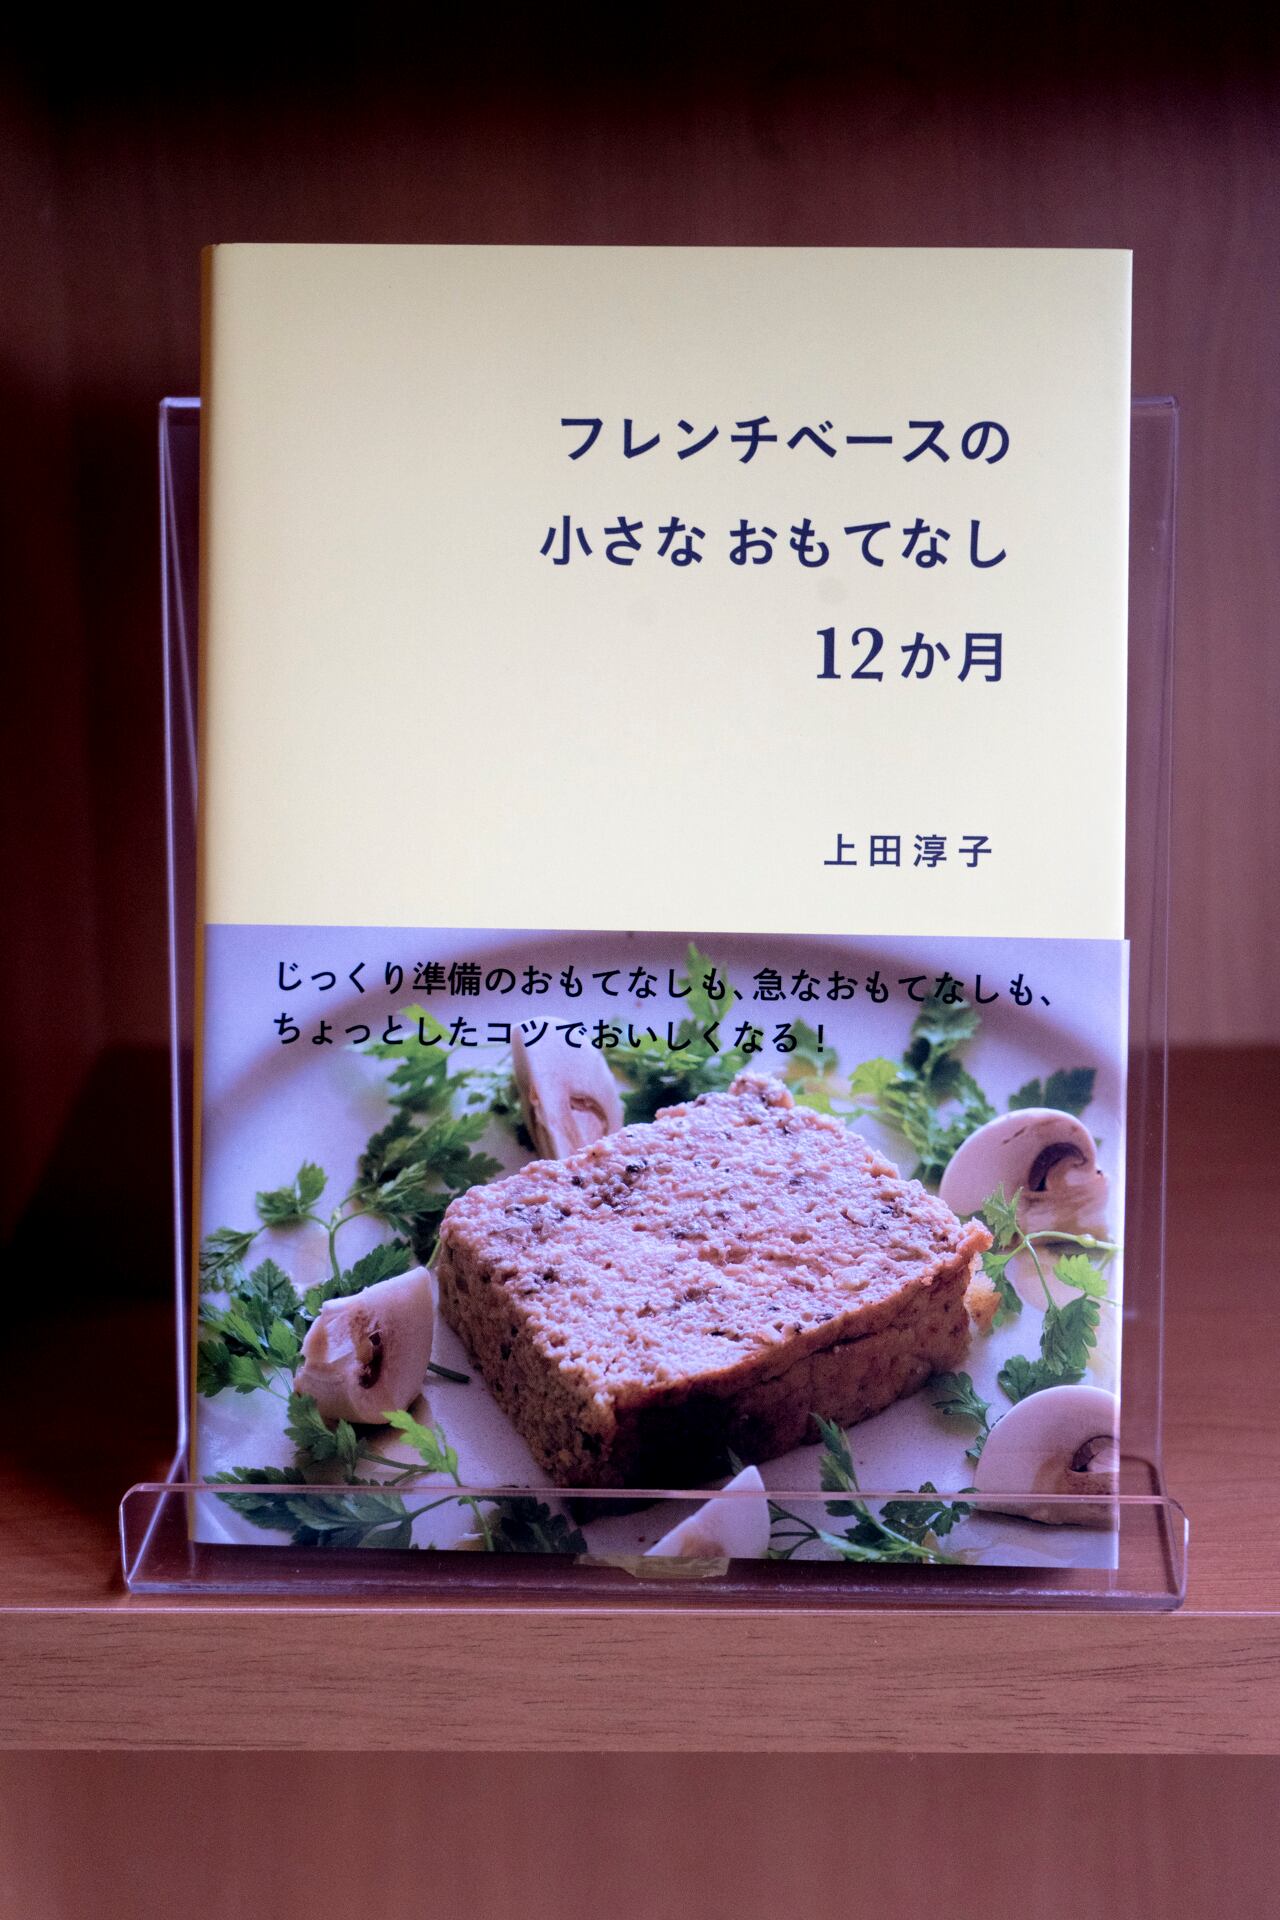 フレンチベースの
小さな おもてなし
12か月
上田淳子
じっくり準備のおもてなしも、急なおもてなしも、
ちょっとしたコツでおいしくなる！